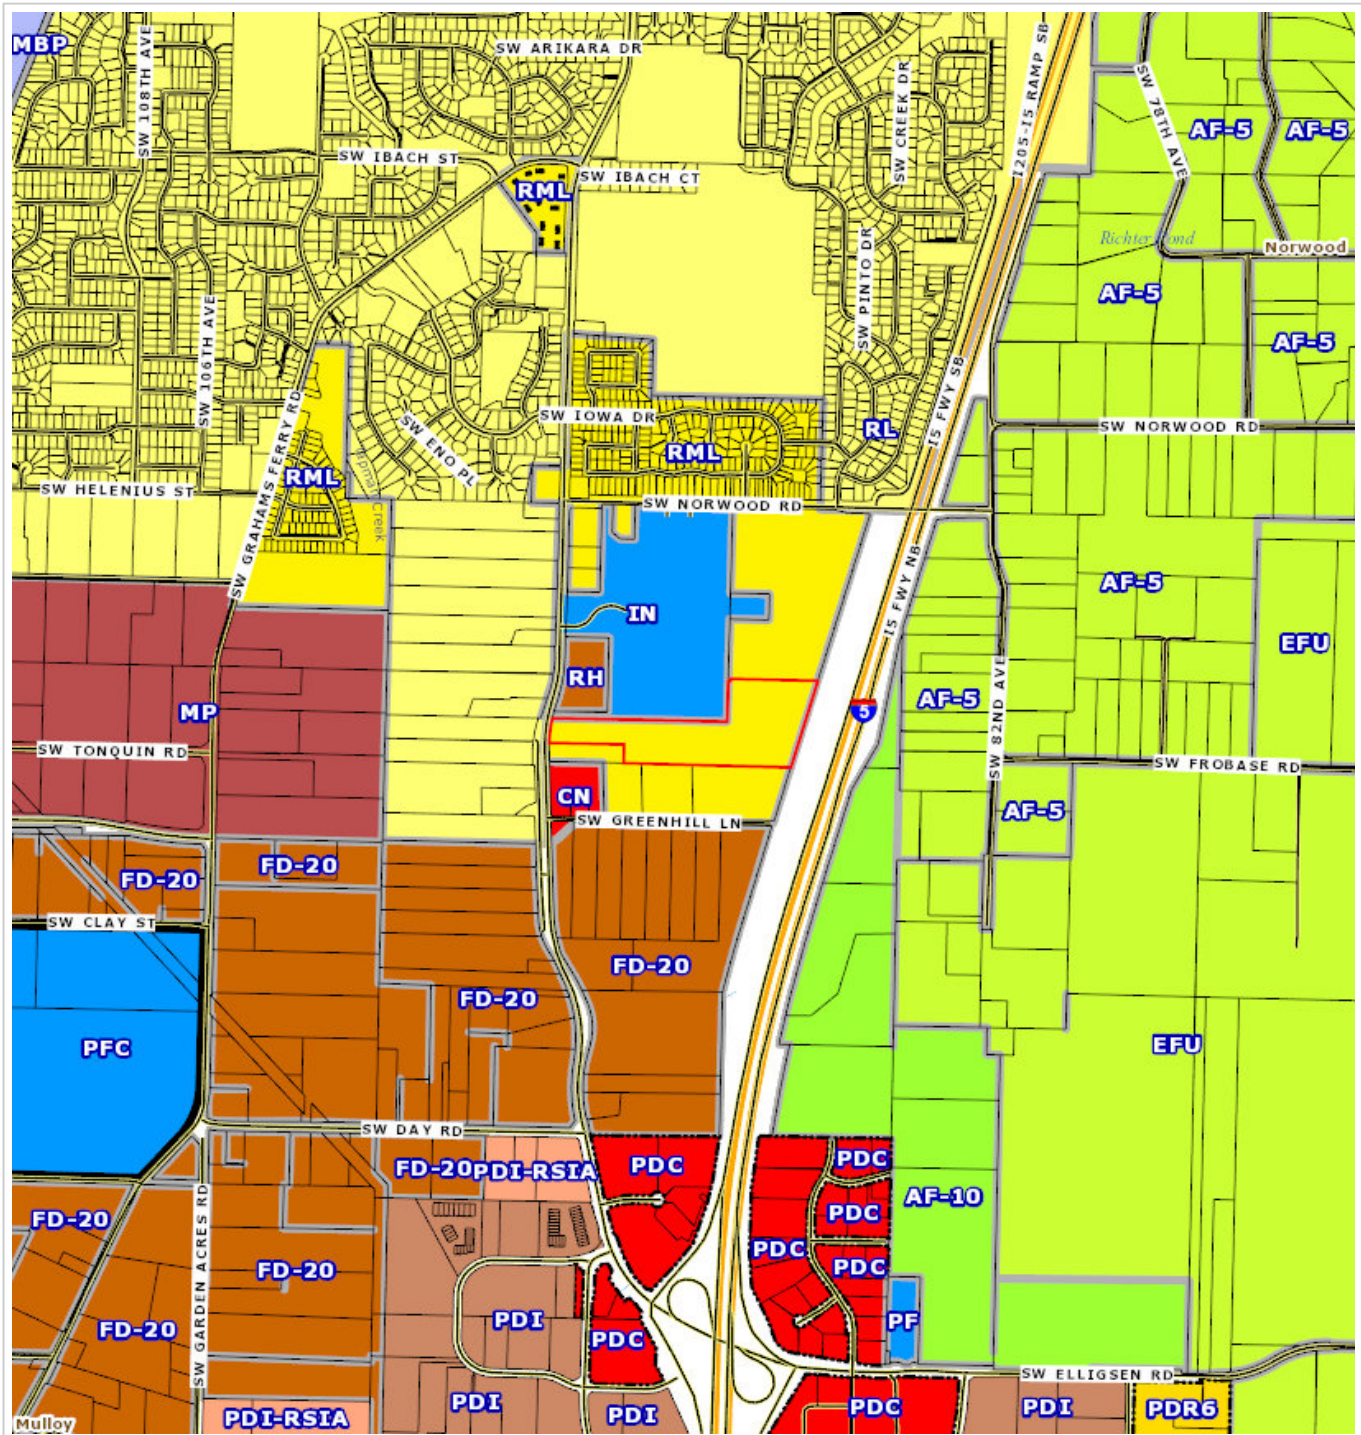 MBP
SW 108TH AVE
SW ARIKARA DR
SW CREEK DR
I205-I5 RAMP SB
SW 78TH AVE
AF-5
AF-5
SW IBACH ST
SW IBACH CT
RML
Richter Pond
Norwood
SW PINTO DR
AF-5
SW 106TH AVE
AF-5
I5 FWY SB
SW GRAHAMS FERRY RD
SW ENO PL
SW IOWA DR
RL
SW NORWOOD RD
RML
RML
SW HELENIUS ST
Creek
SW NORWOOD RD
I5 FWY NB
AF-5
IN
EFU
RH
AF-5
SW 82ND AVE
MP
5
SW TONQUIN RD
SW FROBASE RD
CN
AF-5
SW GREENHILL LN
FD-20
FD-20
SW CLAY ST
FD-20
FD-20
PFC
EFU
SW DAY RD
FD-20
PDI-RSIA
PDC
PDC
AF-10
FD-20
SW GARDEN ACRES RD
PDC
PDC
PDC
FD-20
PDI
PF
FD-20
PDC
SW ELLIGSEN RD
PDI
PDI
PDC
PDI
PDR6
Mulloy
PDI-RSIA